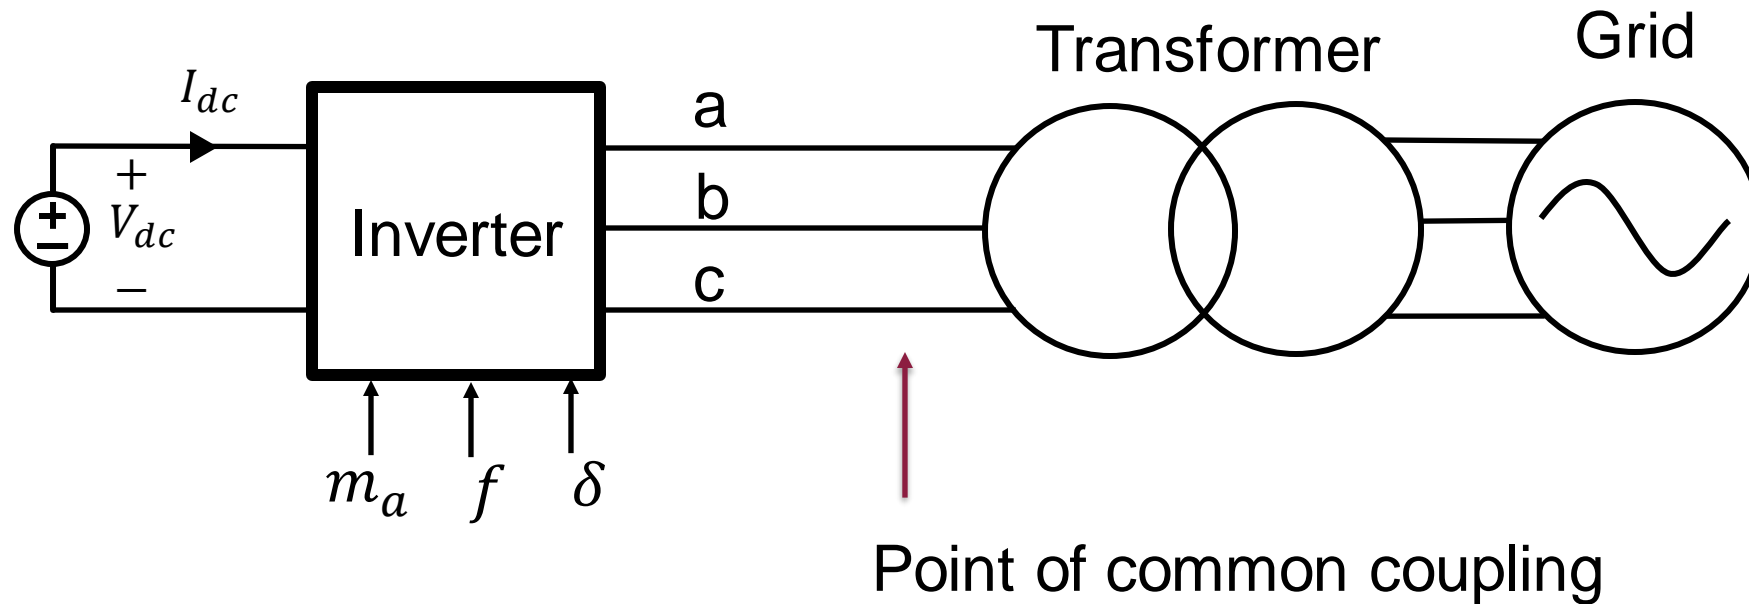 Transformer
Grid
I_dc
a
+
V_dc
−
b
Inverter
c
m_a
f
δ
Point of common coupling